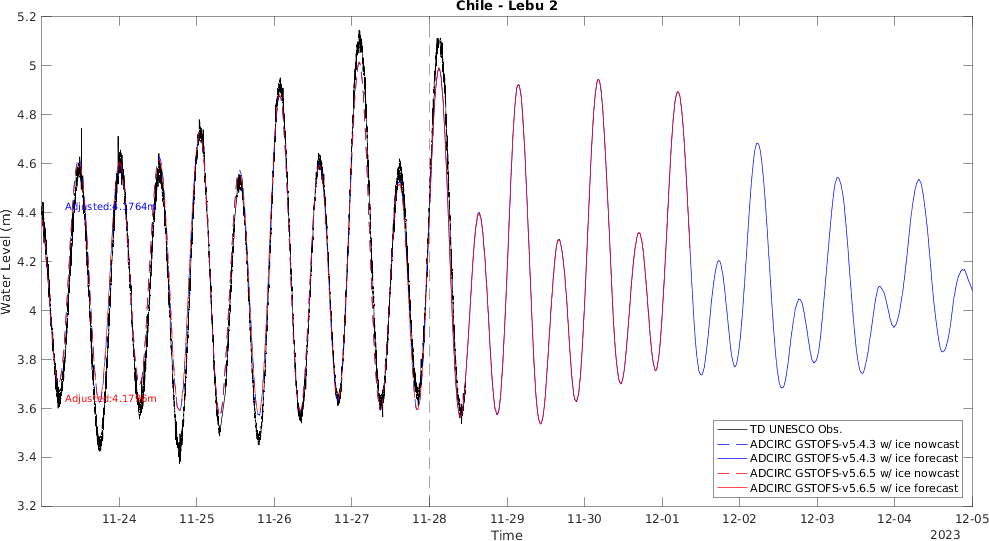 Chile - Lebu 2
5.2
5
4.8
4.6
4.4
4.2
4
3.8
3.6
3.4
3.2
Water Level (m)
TD UNESCO Obs.
ADCIRC GSTOFS-v5.4.3 w/ ice nowcast
ADCIRC GSTOFS-v5.4.3 w/ ice forecast
ADCIRC GSTOFS-v5.6.5 w/ ice nowcast
ADCIRC GSTOFS-v5.6.5 w/ ice forecast
11-24 11-25 11-26 11-27 11-28 11-29 11-30 12-01 12-02 12-03 12-04 12-05
Time
2023